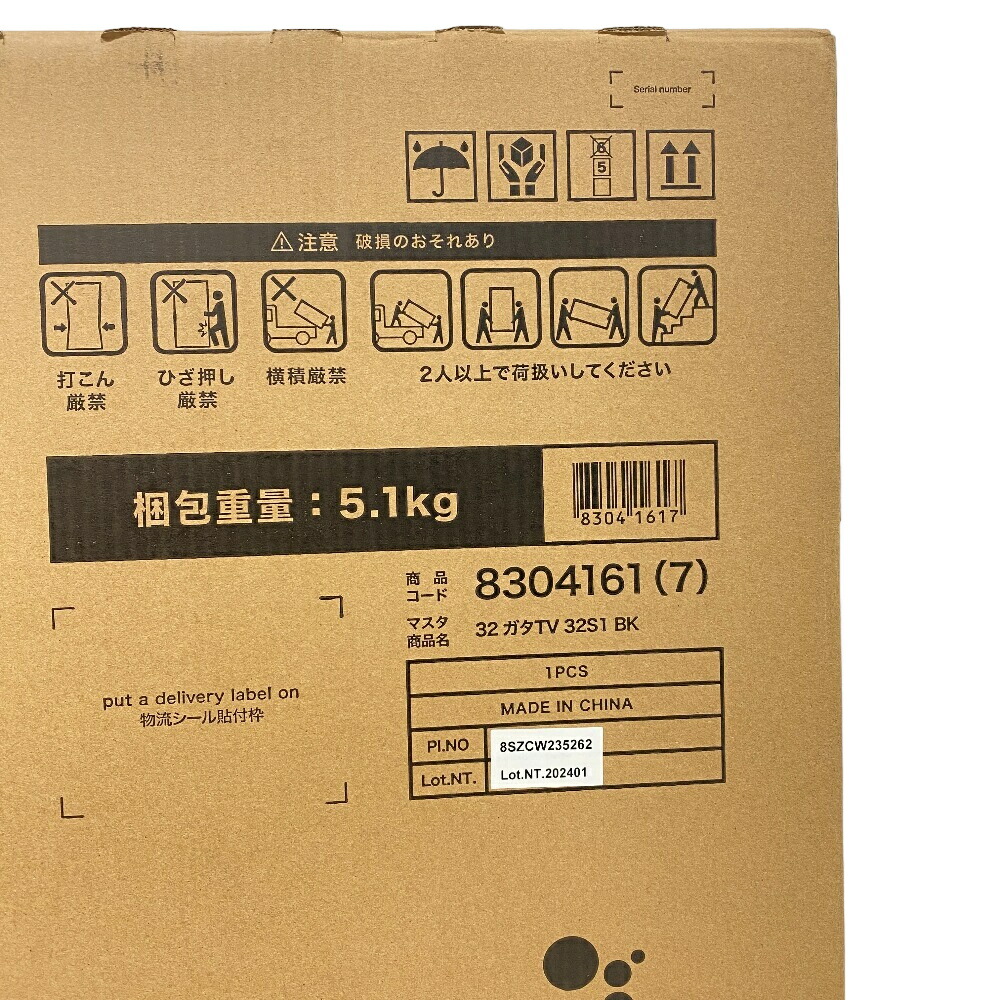 Serial number
6
5
注意 破損のおそれあり
打こん
厳禁
ひざ押し
厳禁
横積厳禁
2人以上で荷扱いしてください
梱包重量：5.1kg
8304 1617
商品
コード
8304161(7)
マスタ
商品名
32 ガタTV 32S1 BK
put a delivery label on
物流シール貼付枠
1PCS
MADE IN CHINA
PI.NO
8SZCW235262
Lot.NT.
Lot.NT.202401